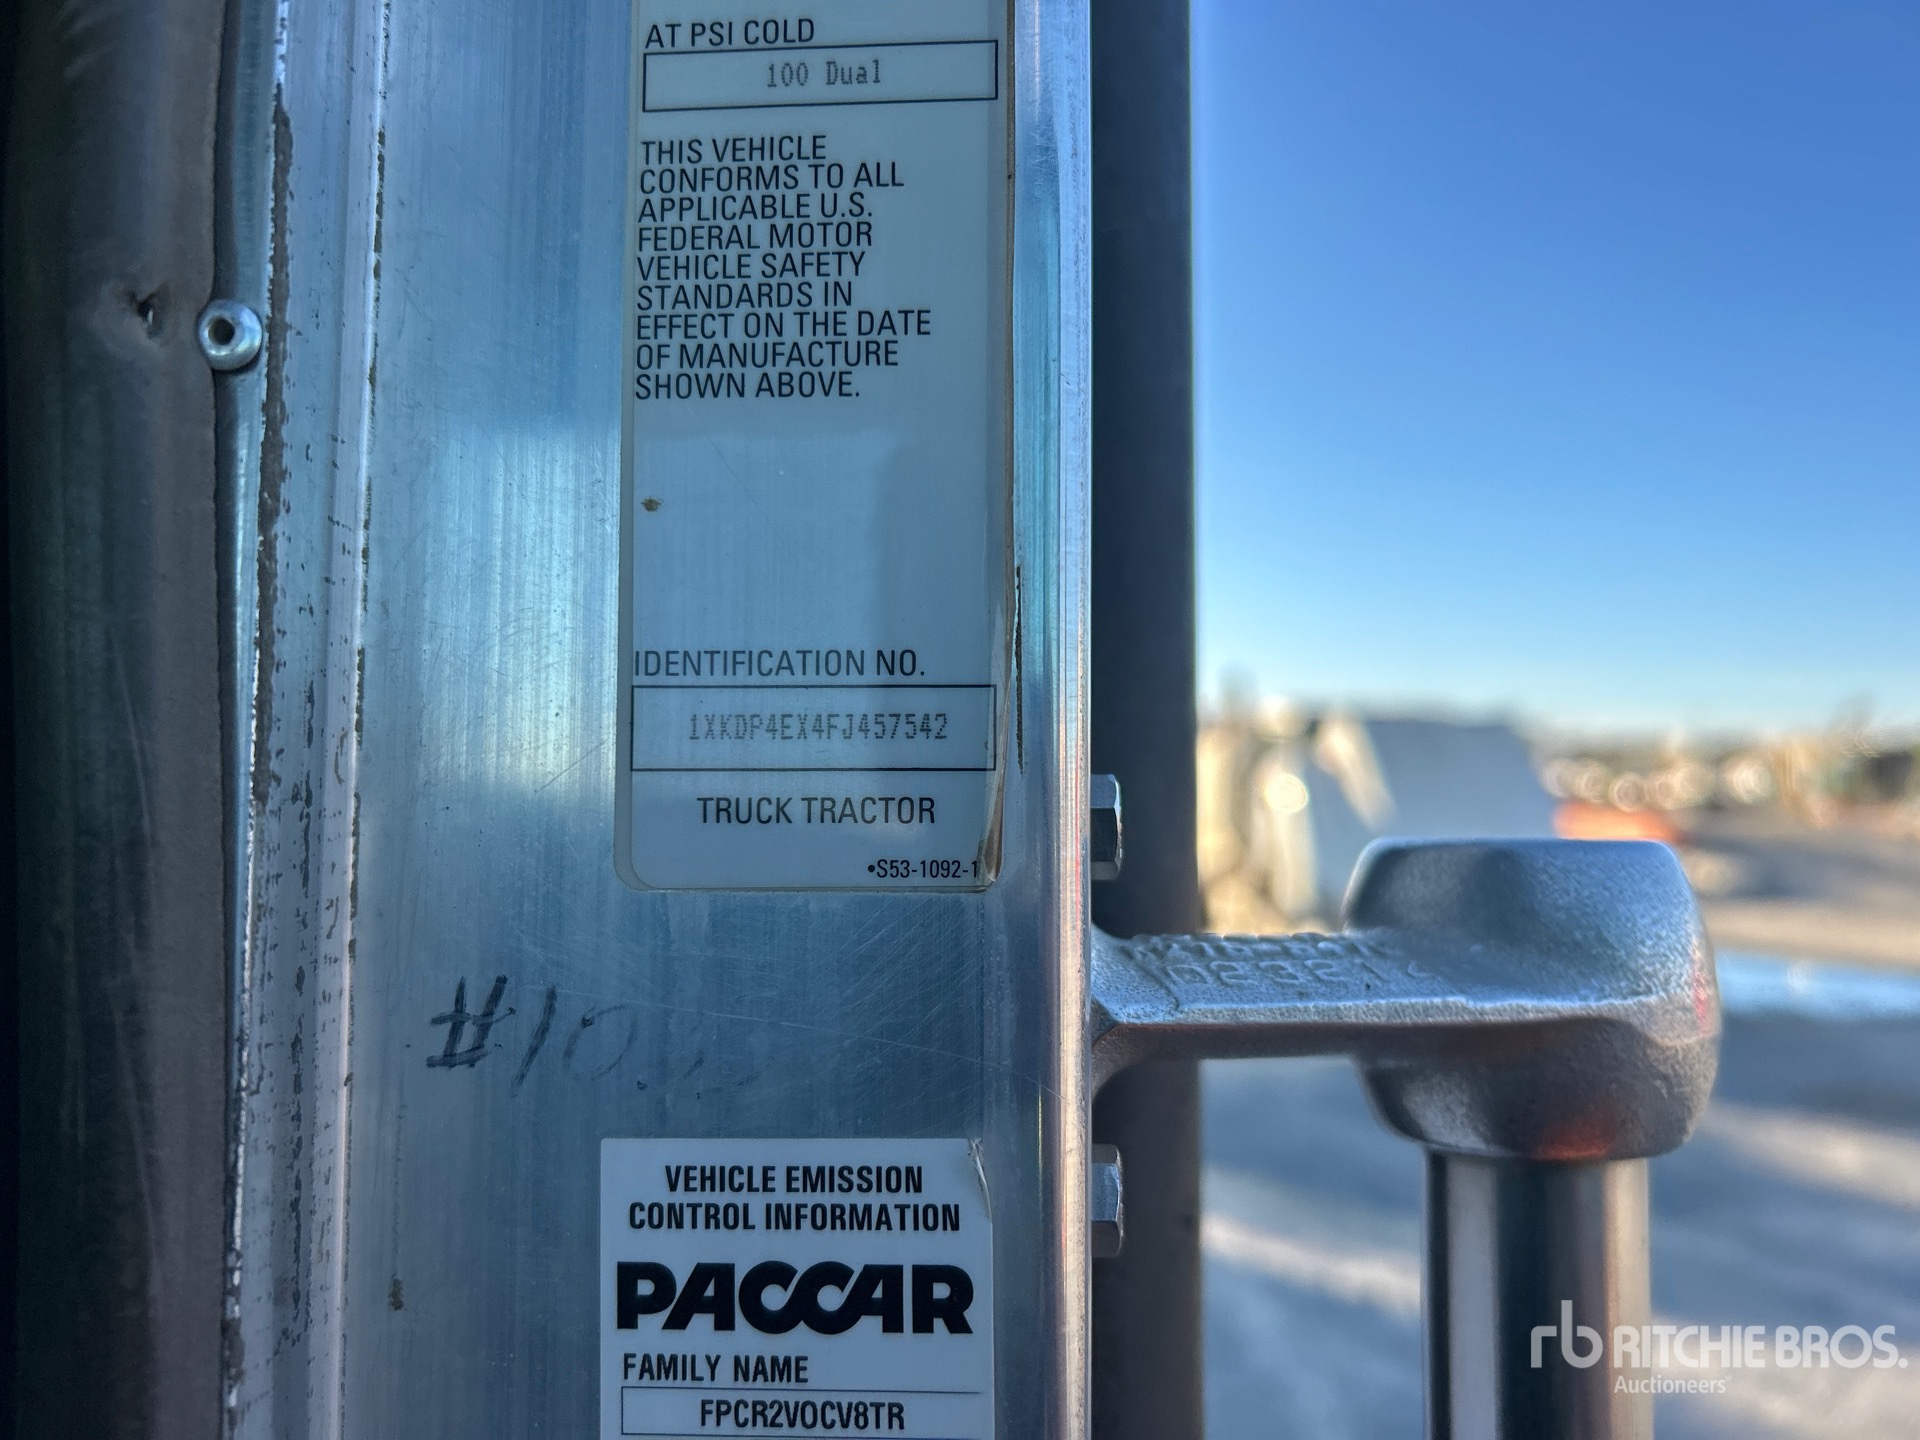 AT PSI COLD
100 Dual
THIS VEHICLE
CONFORMS TO ALL
APPLICABLE U.S.
FEDERAL MOTOR
VEHICLE SAFETY
STANDARDS IN
EFFECT ON THE DATE
OF MANUFACTURE
SHOWN ABOVE.
IDENTIFICATION NO.
1XKDP4EX4FJ457542
TRUCK TRACTOR
•S53-1092-1
VEHICLE EMISSION
CONTROL INFORMATION
PACCAR
FAMILY NAME
FPCR2VOCV8TR
rb RITCHIE BROS.
Auctioneers